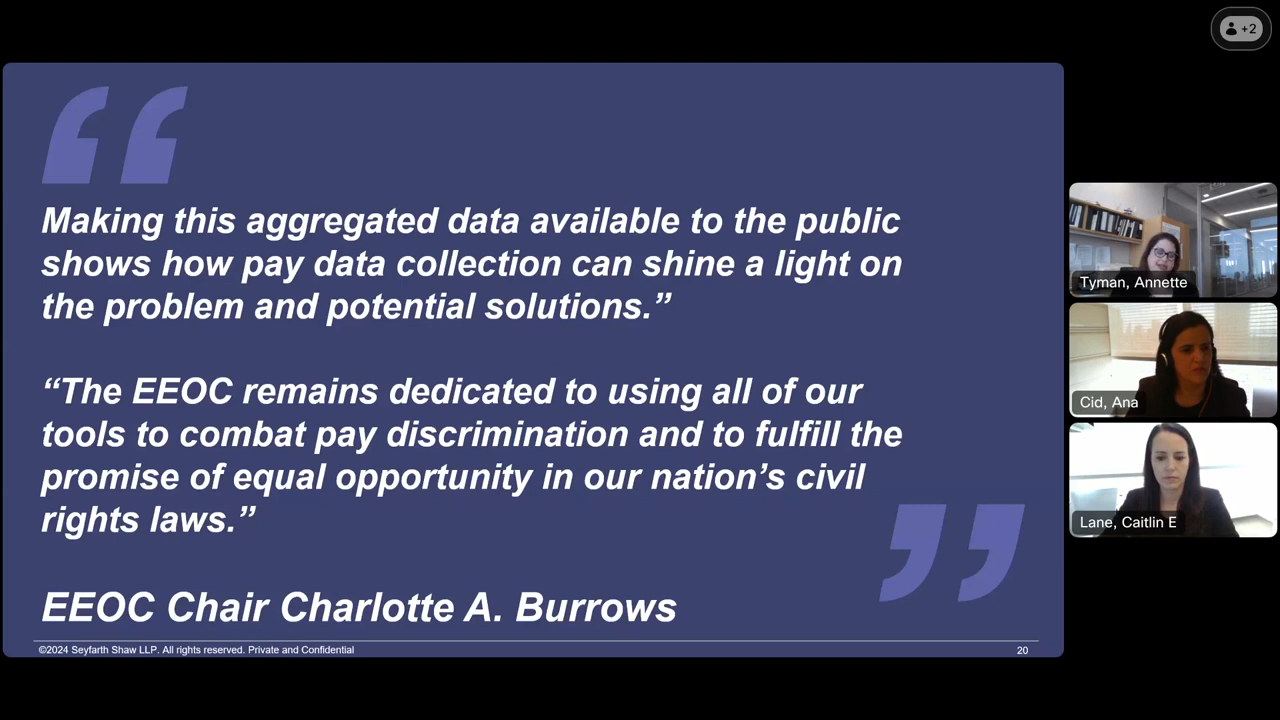 +2
“
Making this aggregated data available to the public
shows how pay data collection can shine a light on
the problem and potential solutions.”
“The EEOC remains dedicated to using all of our
tools to combat pay discrimination and to fulfill the
promise of equal opportunity in our nation’s civil
rights laws.”
”
EEOC Chair Charlotte A. Burrows
©2024 Seyfarth Shaw LLP. All rights reserved. Private and Confidential
20
Tyman, Annette
Cid, Ana
Lane, Caitlin E